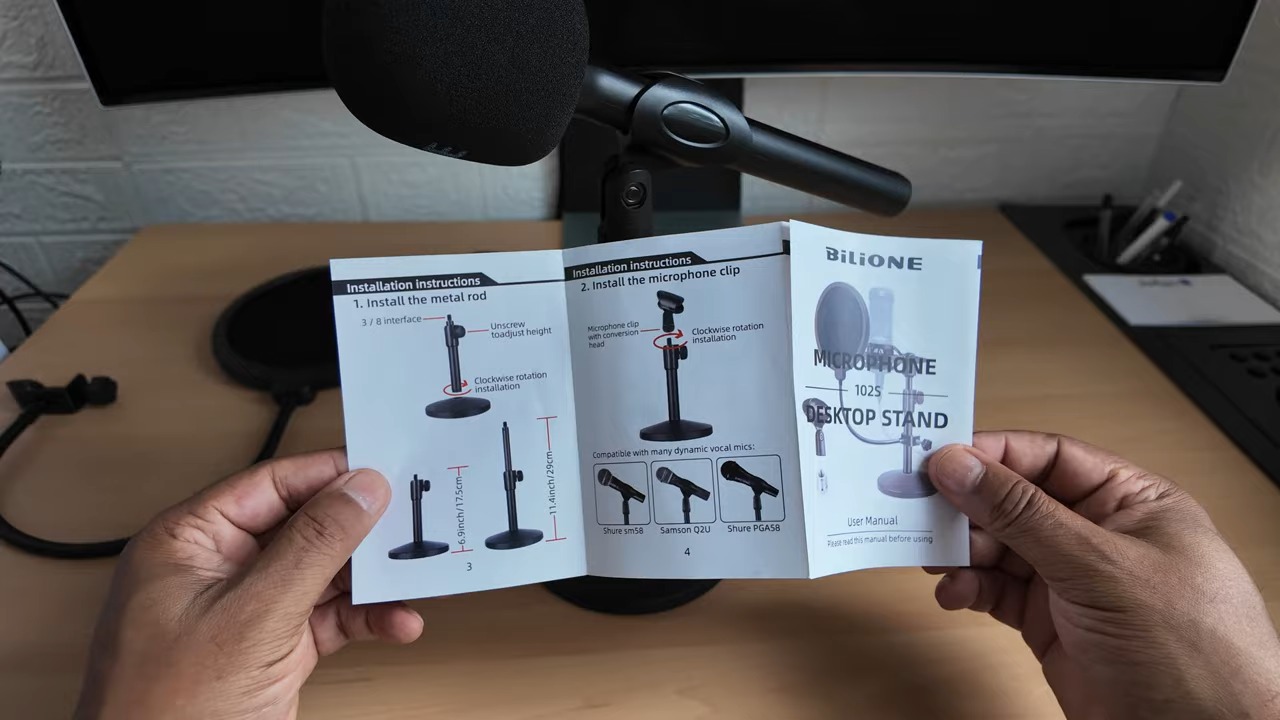 Installation instructions
1. Install the metal rod
3 / 8 interface
Unscrew
toadjust height
Clockwise rotation
installation
6.9inch/17.5cm
11.4inch/29cm
3
Installation instructions
2. Install the microphone clip
Microphone clip
with conversion
head
Clockwise rotation
installation
Compatible with many dynamic vocal mics:
Shure sm58
Samson Q2U
Shure PGA58
4
BiLiONE
MICROPHONE
102S
DESKTOP STAND
User Manual
Please read this manual before using